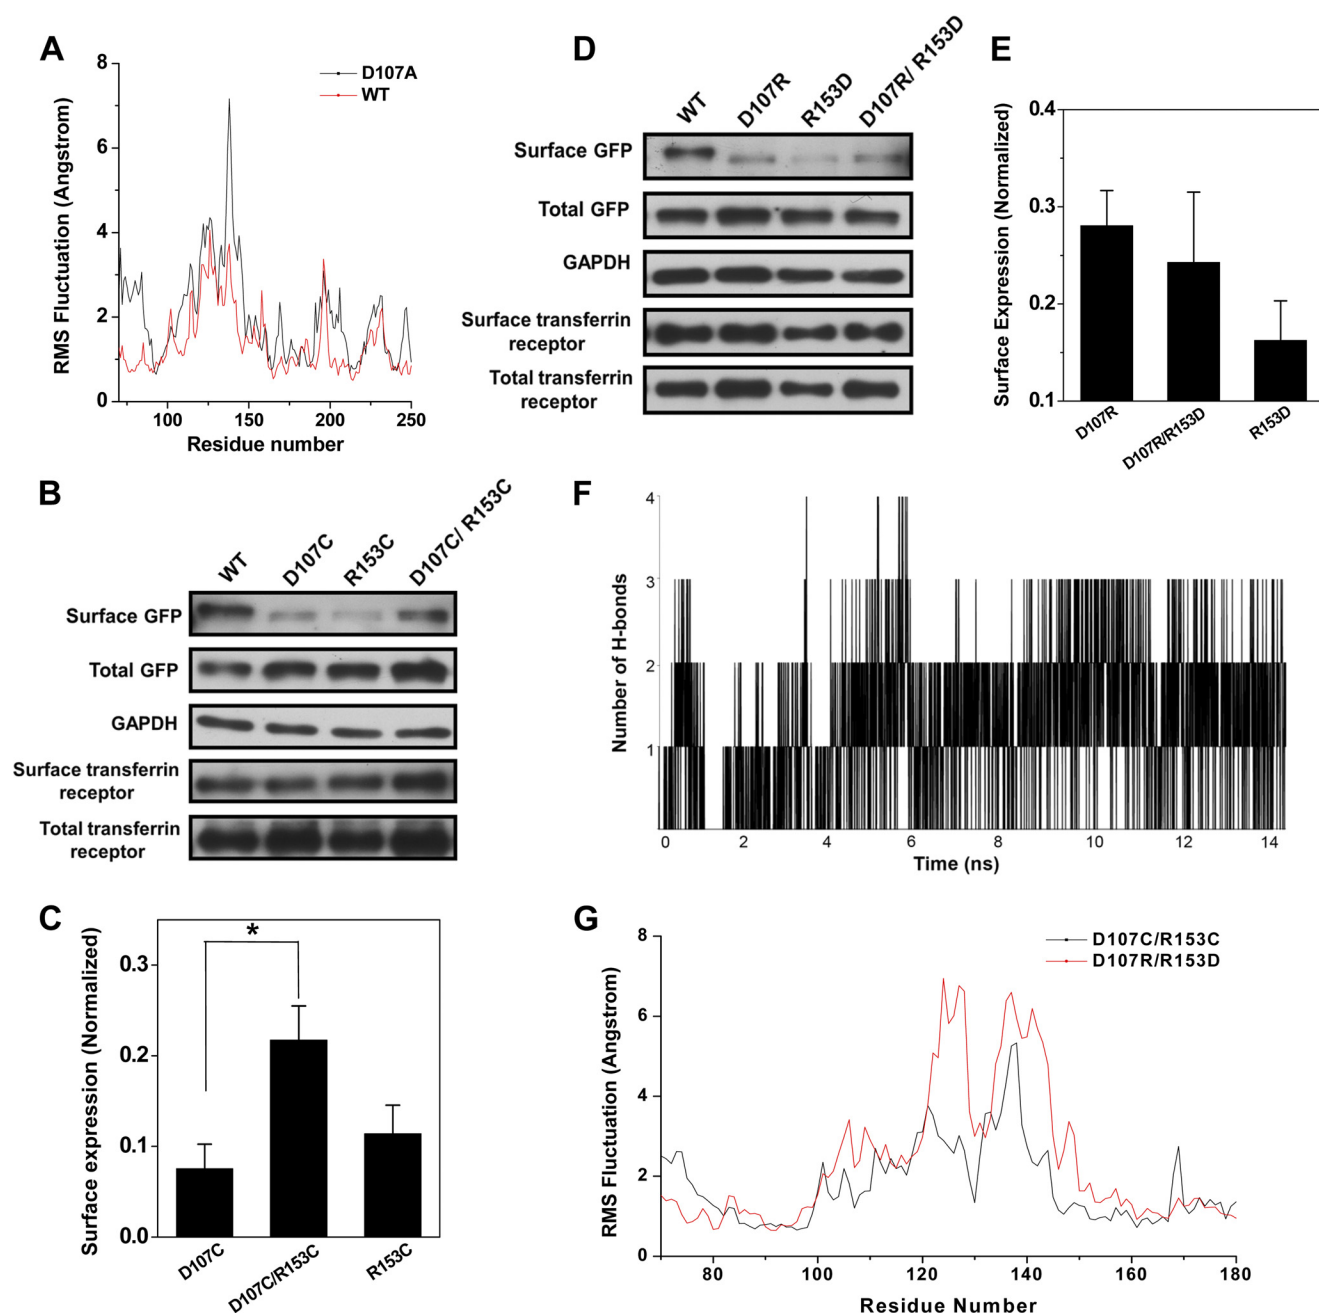 A
RMS Fluctuation (Angstrom)
8
6
4
2
0
D107A
WT
100
150
200
250
Residue number
B
WT
D107C
R153C
D107C/ R153C
Surface GFP
Total GFP
GAPDH
Surface transferrin
receptor
Total transferrin
receptor
C
Surface expression (Normalized)
0.3
0.2
0.1
0.0
*
D107C
D107C/R153C
R153C
D
WT
D107R
R153D
D107R/ R153D
Surface GFP
Total GFP
GAPDH
Surface transferrin
receptor
Total transferrin
receptor
E
Surface Expression (Normalized)
0.4
0.3
0.2
0.1
D107R
D107R/R153D
R153D
F
Number of H-bonds
4
3
2
1
0
2
4
6
8
10
12
14
Time (ns)
G
RMS Fluctuation (Angstrom)
8
6
4
2
0
D107C/R153C
D107R/R153D
80
100
120
140
160
180
Residue Number